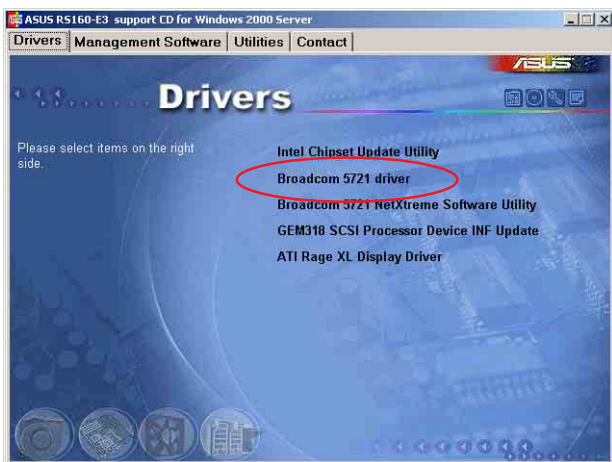 ASUS RS160-E3 support CD for Windows 2000 Server
Drivers Management Software Utilities Contact
/SUS
Drivers
Please select items on the right
side.
Intel Chipset Update Utility
Broadcom 5721 driver
Broadcom 5721 NetXtreme Software Utility
GEM318 SCSI Processor Device INF Update
ATI Rage XL Display Driver